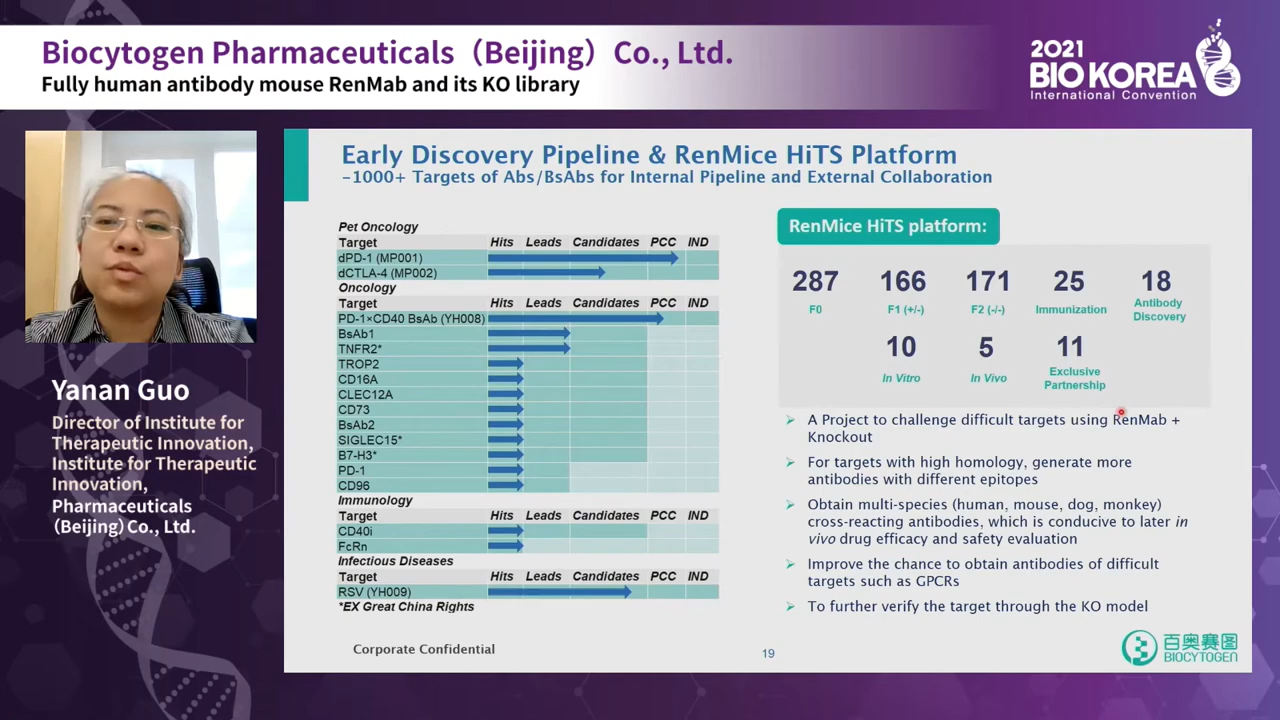 Biocytogen Pharmaceuticals（Beijing）Co., Ltd.
Fully human antibody mouse RenMab and its KO library
2021
BIO KOREA
International Convention
Yanan Guo
Director of Institute for
Therapeutic Innovation,
Institute for Therapeutic
Innovation,
Pharmaceuticals
（Beijing）Co., Ltd.
Early Discovery Pipeline & RenMice HiTS Platform
-1000+ Targets of Abs/BsAbs for Internal Pipeline and External Collaboration
Pet Oncology
Target Hits Leads Candidates PCC IND
dPD-1 (MP001)
dCTLA-4 (MP002)
Oncology
Target Hits Leads Candidates PCC IND
PD-1×CD40 BsAb (YH008)
BsAb1
TNFR2*
TROP2
CD16A
CLEC12A
CD73
BsAb2
SIGLEC15*
B7-H3*
PD-1
CD96
Immunology
Target Hits Leads Candidates PCC IND
CD40i
FcRn
Infectious Diseases
Target Hits Leads Candidates PCC IND
RSV (YH009)
*EX Great China Rights
RenMice HiTS platform:
287 166 171 25 18
F0 F1 (+/-) F2 (-/-) Immunization Antibody
Discovery
10 5 11
In Vitro In Vivo Exclusive
Partnership
A Project to challenge difficult targets using RenMab +
Knockout
For targets with high homology, generate more
antibodies with different epitopes
Obtain multi-species (human, mouse, dog, monkey)
cross-reacting antibodies, which is conducive to later in
vivo drug efficacy and safety evaluation
Improve the chance to obtain antibodies of difficult
targets such as GPCRs
To further verify the target through the KO model
Corporate Confidential
19
百奥赛图
BIOCYTOGEN